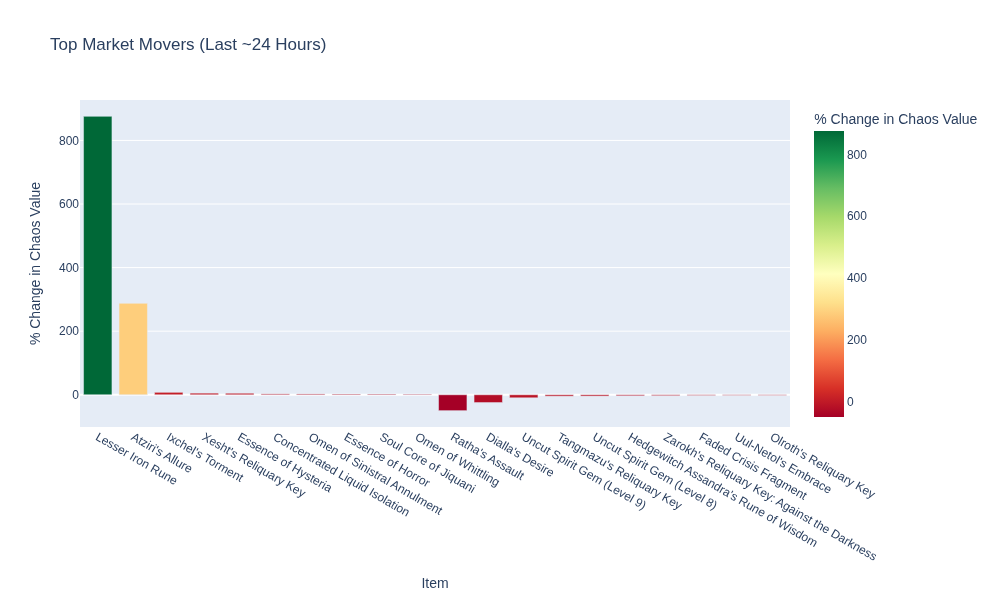 Top Market Movers (Last ~24 Hours)
% Change in Chaos Value
800
600
400
200
0
% Change in Chaos Value
800
600
400
200
0
Lesser Iron Rune
Atziri's Allure
Ixchel's Torment
Xesht's Reliquary Key
Essence of Hysteria
Concentrated Liquid Isolation
Omen of Sinistral Annulment
Essence of Horror
Soul Core of Jiquani
Omen of Whittling
Ratha's Assault
Dialla's Desire
Uncut Spirit Gem (Level 9)
Tangmazu's Reliquary Key
Uncut Spirit Gem (Level 8)
Hedgewitch Assandra's Rune of Wisdom
Zarokh's Reliquary Key: Against the Darkness
Faded Crisis Fragment
Uul-Netol's Embrace
Olroth's Reliquary Key
Item